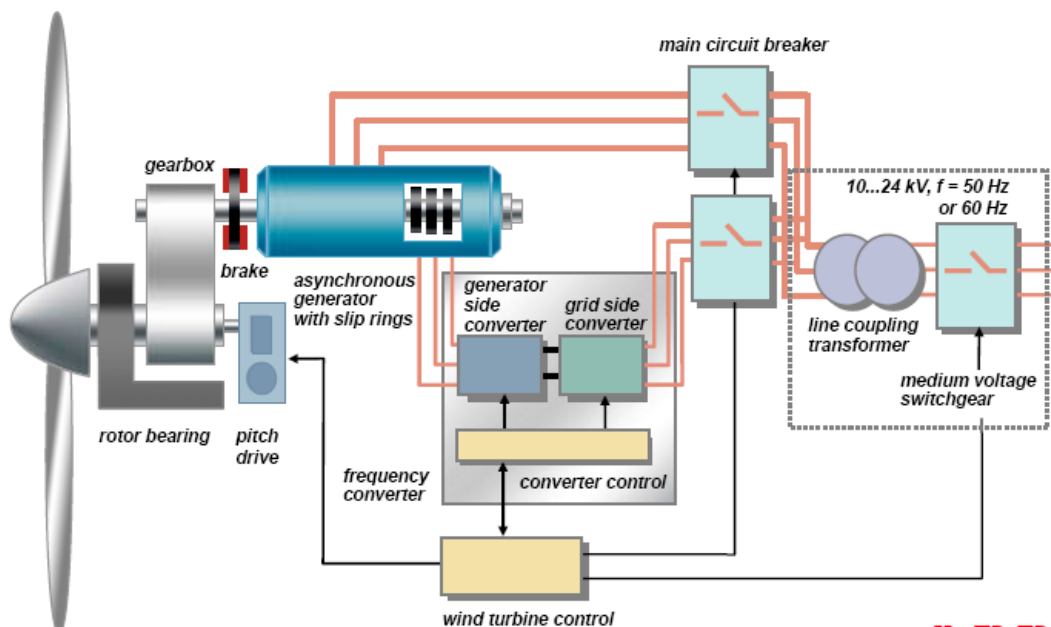 main circuit breaker
gearbox
10...24 kV, f = 50 Hz
or 60 Hz
brake
asynchronous
generator
with slip rings
generator
side
converter
grid side
converter
line coupling
transformer
medium voltage
switchgear
rotor bearing
pitch
drive
frequency
converter
converter control
wind turbine control